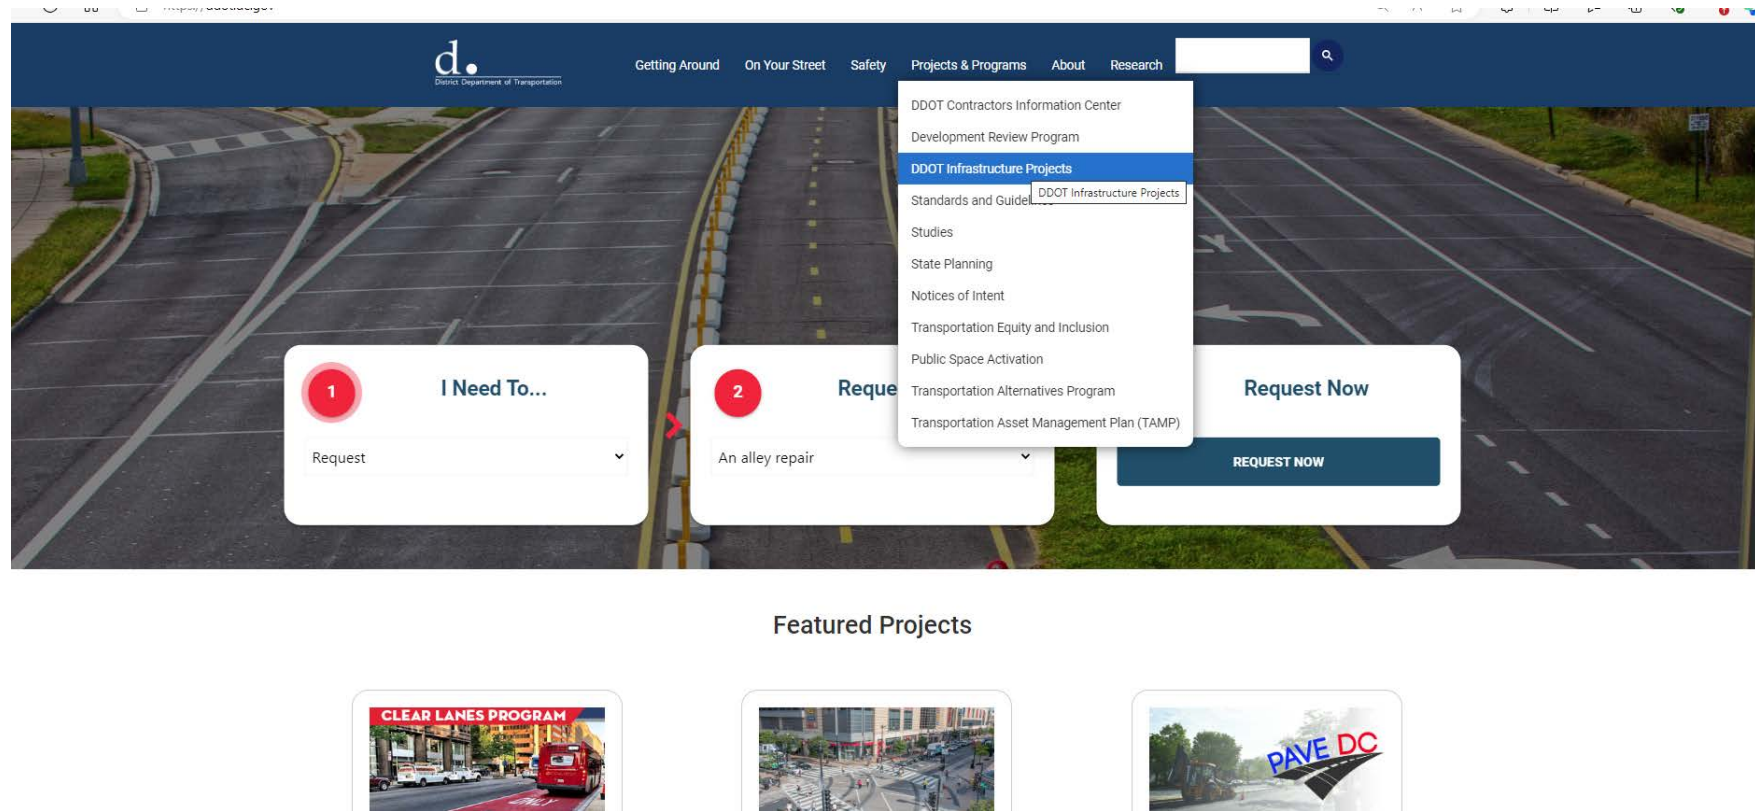 d.
District Department of Transportation
Getting Around
On Your Street
Safety
Projects & Programs
About
Research
DDOT Contractors Information Center
Development Review Program
DDOT Infrastructure Projects
DDOT Infrastructure Projects
Standards and
Studies
State Planning
Notices of Intent
Transportation Equity and Inclusion
Public Space Activation
Transportation Alternatives Program
Transportation Asset Management Plan (TAMP)
1
I Need To...
Request
2
Reque
An alley repair
Request Now
REQUEST NOW
Featured Projects
CLEAR LANES PROGRAM
ONLY
PAVE DC